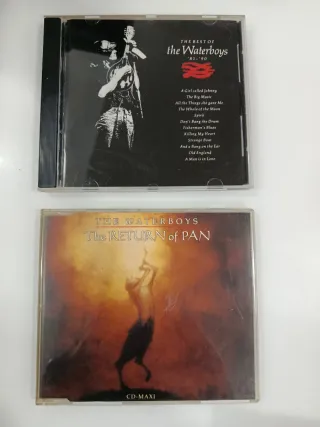 THE BEST OF
the Waterboys
'81-'90
A Girl called Johnny
The Big Music
All the Things she gave Me
The Whole of the Moon
Spirit
Don't Bang the Drum
Fisherman's Blues
Killing My Heart
Strange Boat
And a Bang on the Ear
Old England
A Man is in Love
THE WATERBOYS
The RETURN of PAN
CD-MAXI